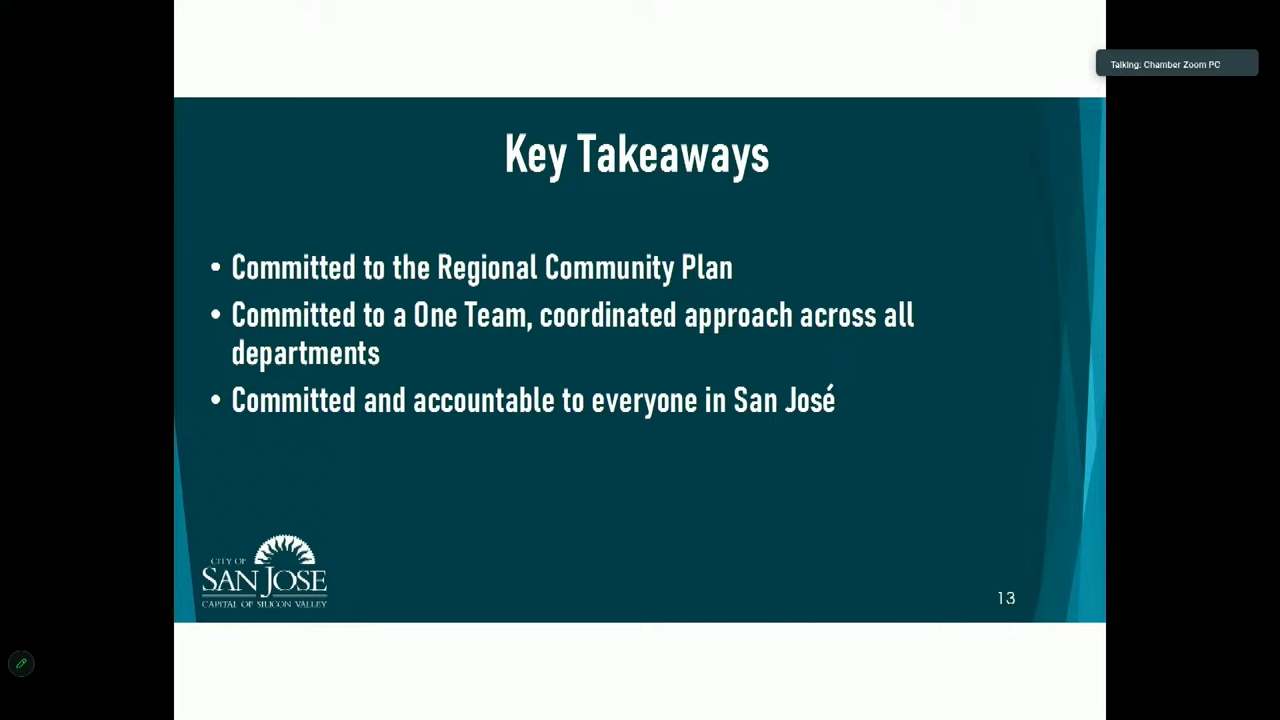 Talking: Chamber Zoom PC
Key Takeaways
• Committed to the Regional Community Plan
• Committed to a One Team, coordinated approach across all
departments
• Committed and accountable to everyone in San José
CITY OF
SAN JOSE
CAPITAL OF SILICON VALLEY
13